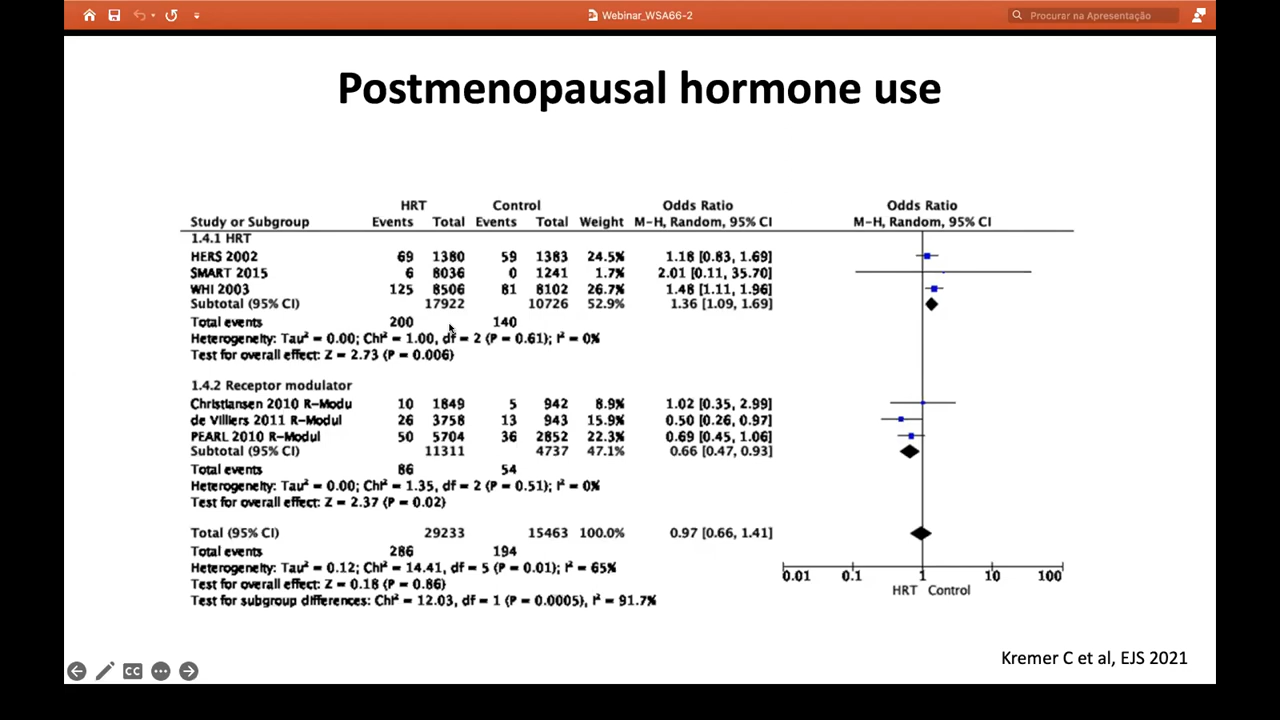 Webinar_WSA66-2
Procurar na Apresentação
Postmenopausal hormone use
HRT Control Odds Ratio Odds Ratio
Study or Subgroup Events Total Events Total Weight M-H, Random, 95% CI M-H, Random, 95% CI
1.4.1 HRT
HERS 2002 69 1380 59 1383 24.5% 1.18 [0.83, 1.69]
SMART 2015 6 8036 0 1241 1.7% 2.01 [0.11, 35.70]
WHI 2003 125 8506 81 8102 26.7% 1.48 [1.11, 1.96]
Subtotal (95% CI) 17922 10726 52.9% 1.36 [1.09, 1.69]
Total events 200 140
Heterogeneity: Tau² = 0.00; Chi² = 1.00, df = 2 (P = 0.61); I² = 0%
Test for overall effect: Z = 2.73 (P = 0.006)
1.4.2 Receptor modulator
Christiansen 2010 R-Modu 10 1849 5 942 8.9% 1.02 [0.35, 2.99]
de Villiers 2011 R-Modul 26 3758 13 943 15.9% 0.50 [0.26, 0.97]
PEARL 2010 R-Modul 50 5704 36 2852 22.3% 0.69 [0.45, 1.06]
Subtotal (95% CI) 11311 4737 47.1% 0.66 [0.47, 0.93]
Total events 86 54
Heterogeneity: Tau² = 0.00; Chi² = 1.35, df = 2 (P = 0.51); I² = 0%
Test for overall effect: Z = 2.37 (P = 0.02)
Total (95% CI) 29233 15463 100.0% 0.97 [0.66, 1.41]
Total events 286 194
Heterogeneity: Tau² = 0.12; Chi² = 14.41, df = 5 (P = 0.01); I² = 65%
Test for overall effect: Z = 0.18 (P = 0.86)
Test for subgroup differences: Chi² = 12.03, df = 1 (P = 0.0005), I² = 91.7%
0.01 0.1 1 10 100
HRT Control
Kremer C et al, EJS 2021
CC